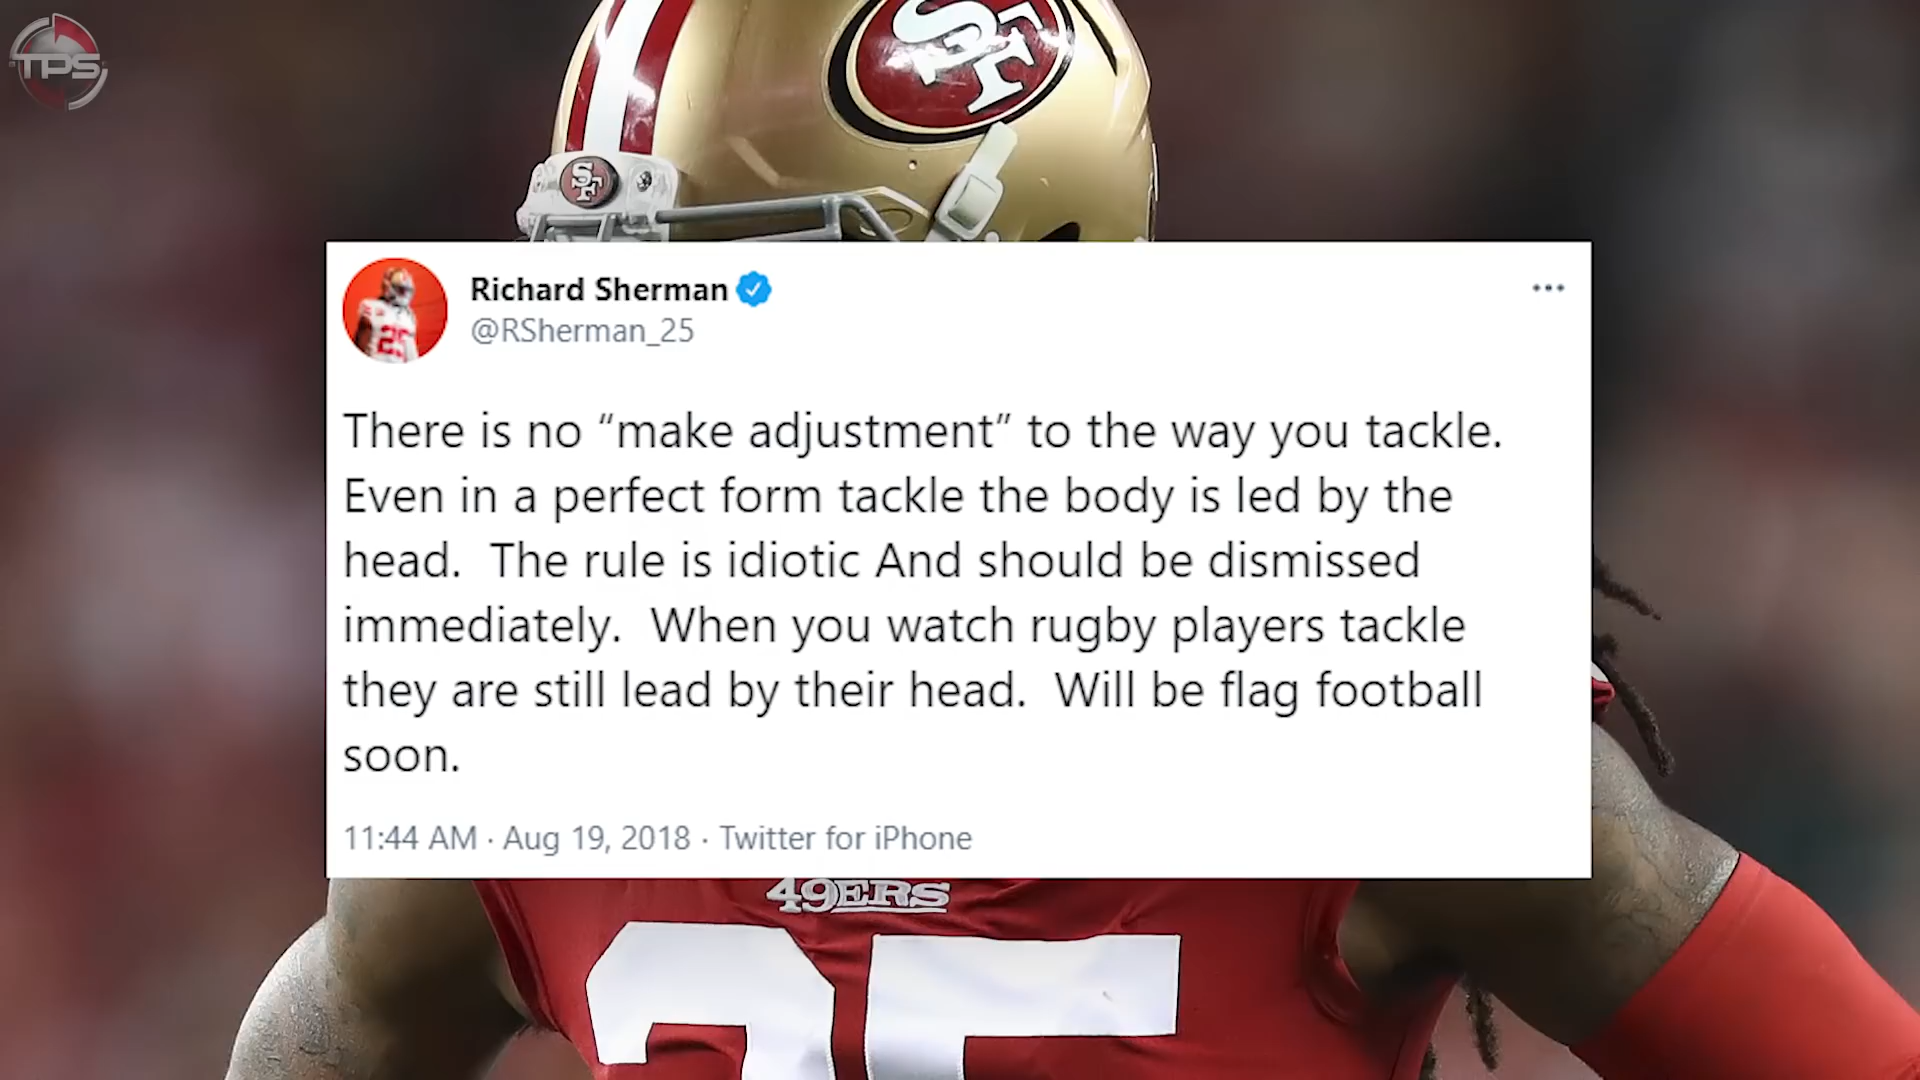 TPS
SF
SF
Richard Sherman
@RSherman_25
There is no “make adjustment” to the way you tackle.
Even in a perfect form tackle the body is led by the
head.  The rule is idiotic And should be dismissed
immediately.  When you watch rugby players tackle
they are still lead by their head.  Will be flag football
soon.
11:44 AM · Aug 19, 2018 · Twitter for iPhone
49ERS
25